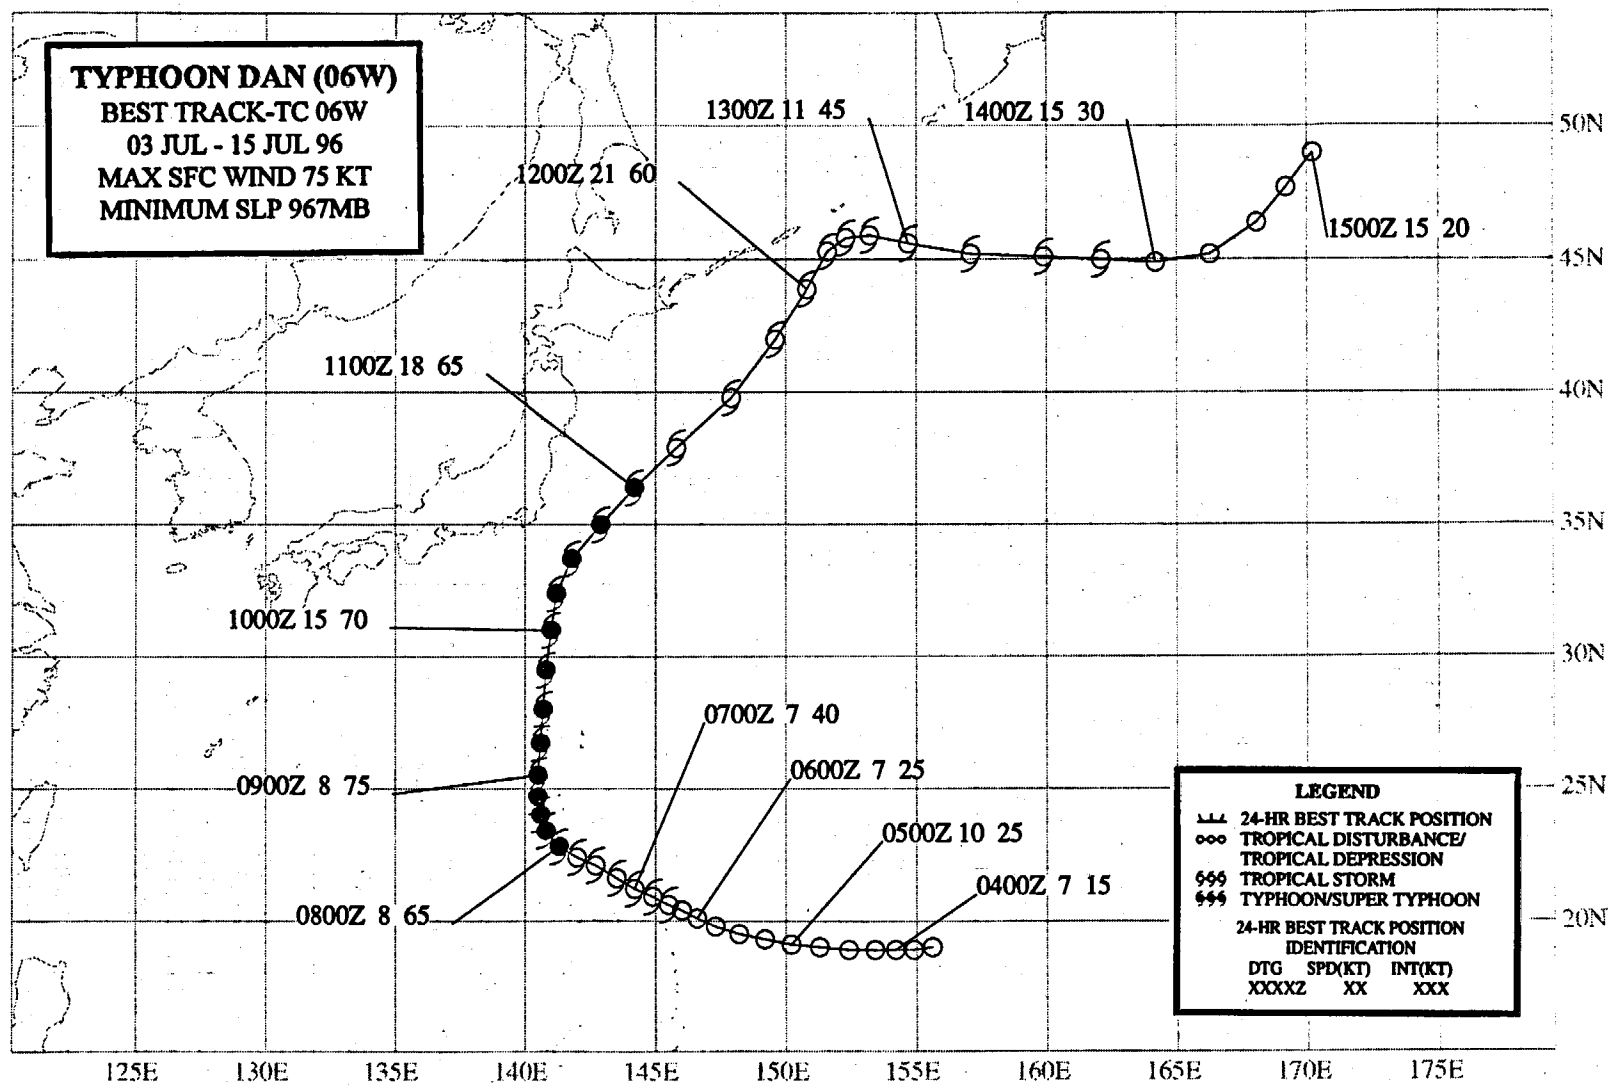 TYPHOON DAN (06W)
BEST TRACK-TC 06W
03 JUL - 15 JUL 96
MAX SFC WIND 75 KT
MINIMUM SLP 967MB
1300Z 11 45
1400Z 15 30
50N
1200Z 21 60
1500Z 15 20
45N
1100Z 18 65
40N
35N
1000Z 15 70
30N
0700Z 7 40
0600Z 7 25
0900Z 8 75
25N
0500Z 10 25
0400Z 7 15
0800Z 8 65
20N
LEGEND
24-HR BEST TRACK POSITION
TROPICAL DISTURBANCE/
TROPICAL DEPRESSION
TROPICAL STORM
TYPHOON/SUPER TYPHOON
24-HR BEST TRACK POSITION
IDENTIFICATION
DTG SPD(KT) INT(KT)
XXXXZ XX XXX
125E 130E 135E 140E 145E 150E 155E 160E 165E 170E 175E